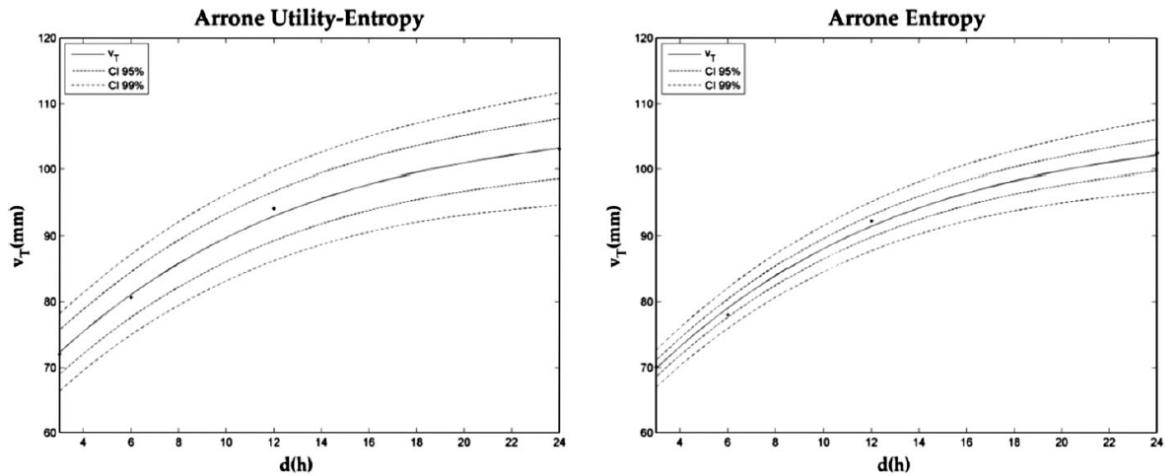 Arrone Utility-Entropy
120
110
100
90
80
70
60
v_T(mm)
v_T
CI 95%
CI 99%
4 6 8 10 12 14 16 18 20 22 24
d(h)
Arrone Entropy
120
110
100
90
80
70
60
v_T(mm)
v_T
CI 95%
CI 99%
4 6 8 10 12 14 16 18 20 22 24
d(h)